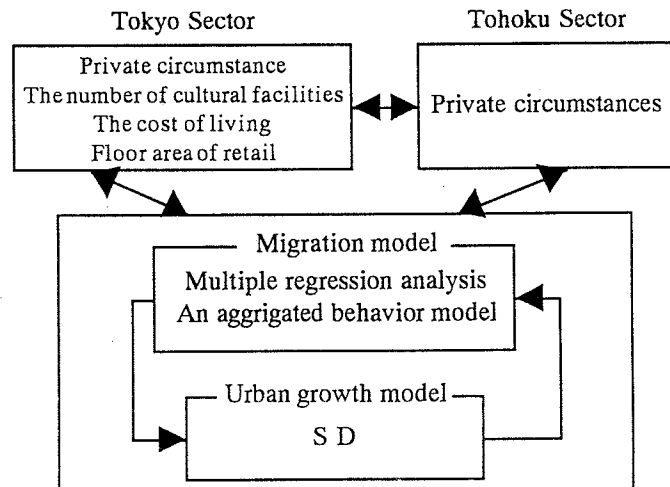 Tokyo Sector
Private circumstance
The number of cultural facilities
The cost of living
Floor area of retail
Tohoku Sector
Private circumstances
Migration model
Multiple regression analysis
An aggrigated behavior model
Urban growth model
S D